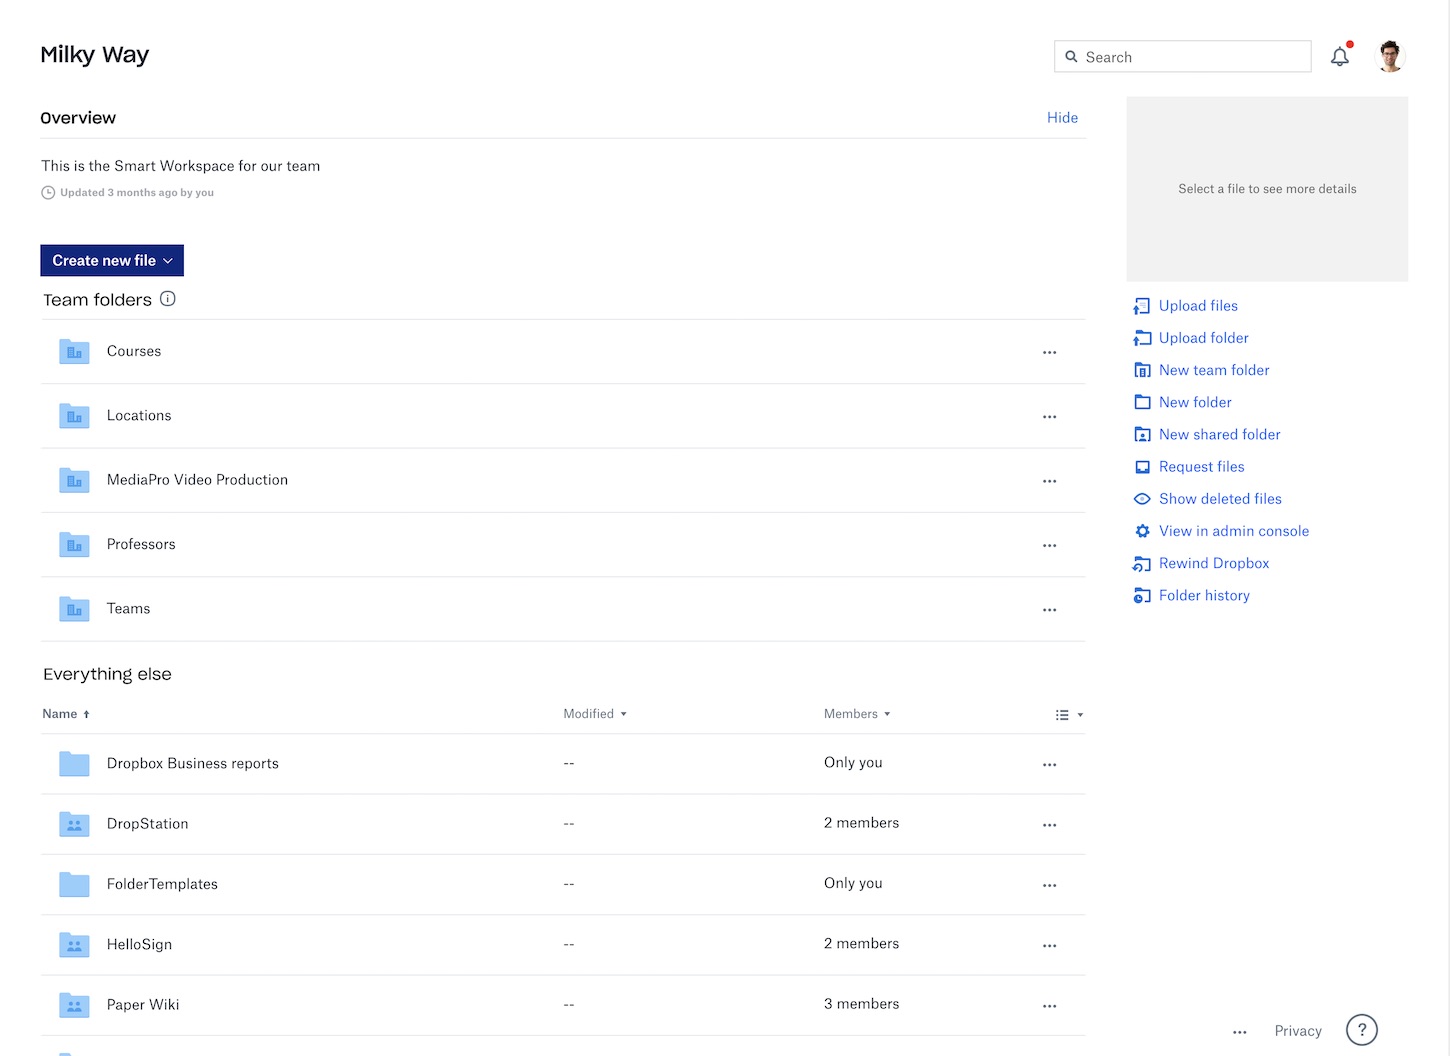 Milky Way
Search
Overview
Hide
This is the Smart Workspace for our team
Updated 3 months ago by you
Select a file to see more details
Create new file
Team folders
Courses
Locations
MediaPro Video Production
Professors
Teams
Upload files
Upload folder
New team folder
New folder
New shared folder
Request files
Show deleted files
View in admin console
Rewind Dropbox
Folder history
Everything else
Name Modified Members
Dropbox Business reports -- Only you
DropStation -- 2 members
FolderTemplates -- Only you
HelloSign -- 2 members
Paper Wiki -- 3 members
Privacy ?